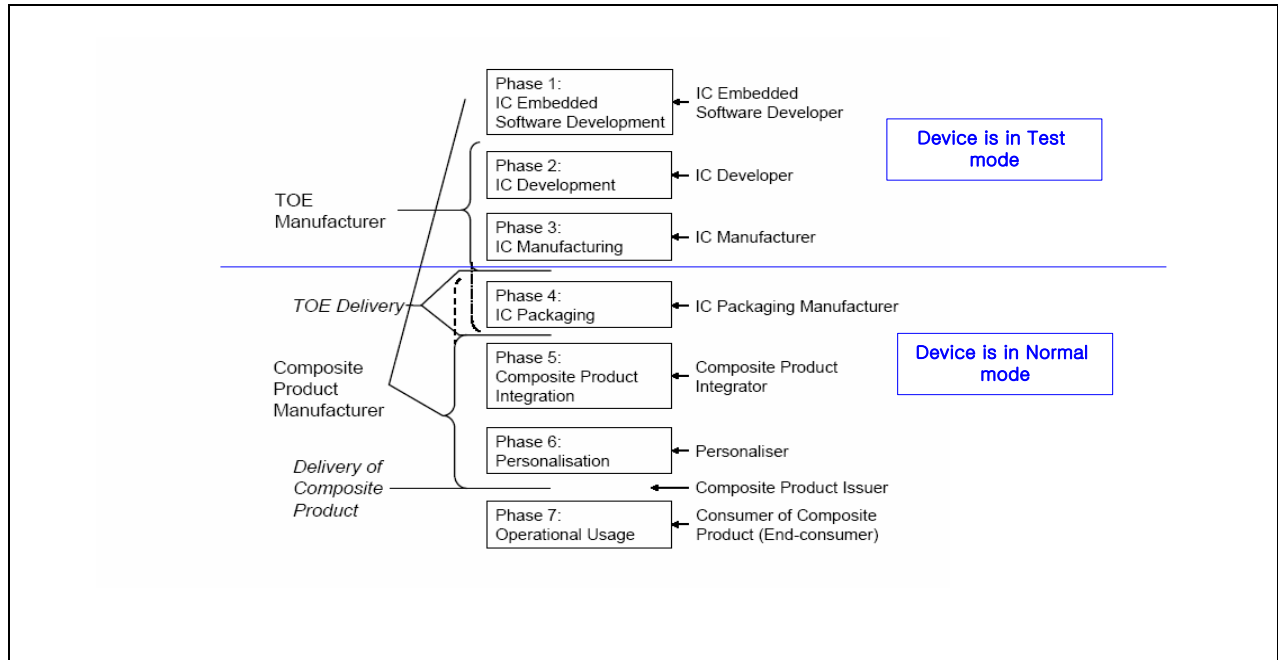 Phase 1:
IC Embedded
Software Development
IC Embedded
Software Developer
Device is in Test
mode
Phase 2:
IC Development
IC Developer
TOE
Manufacturer
Phase 3:
IC Manufacturing
IC Manufacturer
TOE Delivery
Phase 4:
IC Packaging
IC Packaging Manufacturer
Device is in Normal
mode
Composite
Product
Manufacturer
Phase 5:
Composite Product
Integration
Composite Product
Integrator
Phase 6:
Personalisation
Personaliser
Delivery of
Composite
Product
Composite Product Issuer
Phase 7:
Operational Usage
Consumer of Composite
Product (End-consumer)